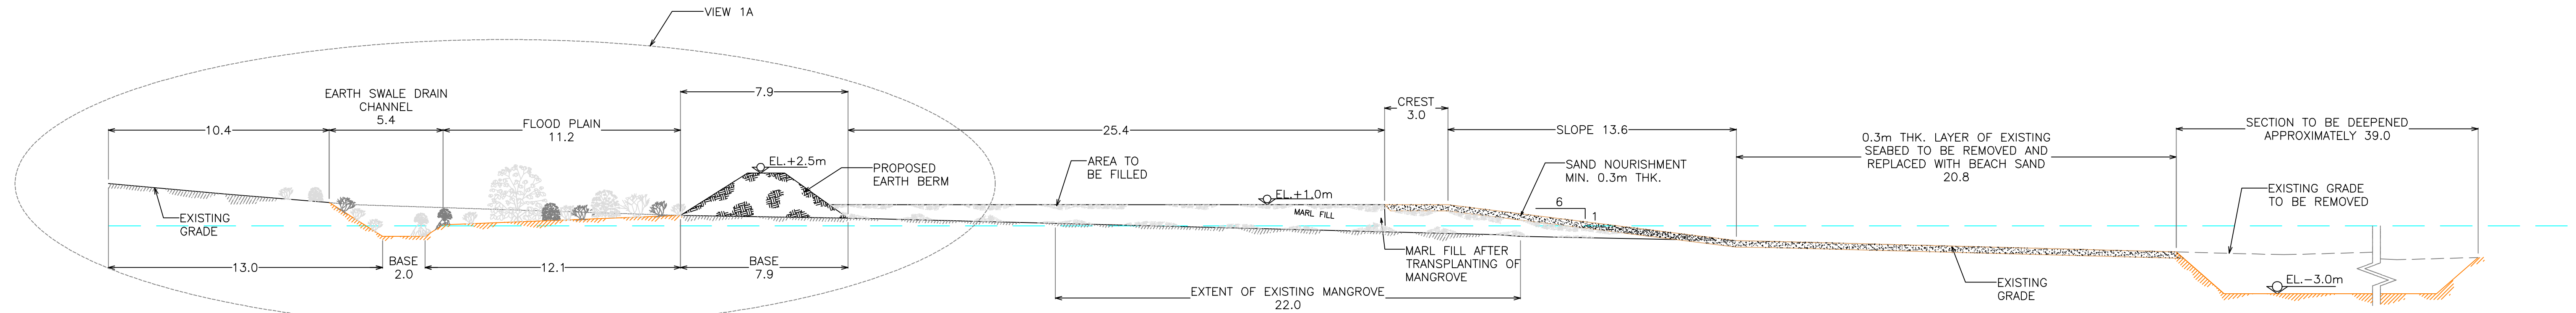 VIEW 1A
EARTH SWALE DRAIN
CHANNEL
5.4
10.4
FLOOD PLAIN
11.2
7.9
EL.+2.5m
PROPOSED
EARTH BERM
EXISTING
GRADE
13.0
BASE
2.0
12.1
BASE
7.9
25.4
AREA TO
BE FILLED
EL.+1.0m
MARL FILL
CREST
3.0
SLOPE 13.6
SAND NOURISHMENT
MIN. 0.3m THK.
6
1
MARL FILL AFTER
TRANSPLANTING OF
MANGROVE
EXTENT OF EXISTING MANGROVE
22.0
0.3m THK. LAYER OF EXISTING
SEABED TO BE REMOVED AND
REPLACED WITH BEACH SAND
20.8
EXISTING
GRADE
SECTION TO BE DEEPENED
APPROXIMATELY 39.0
EXISTING GRADE
TO BE REMOVED
EL.-3.0m